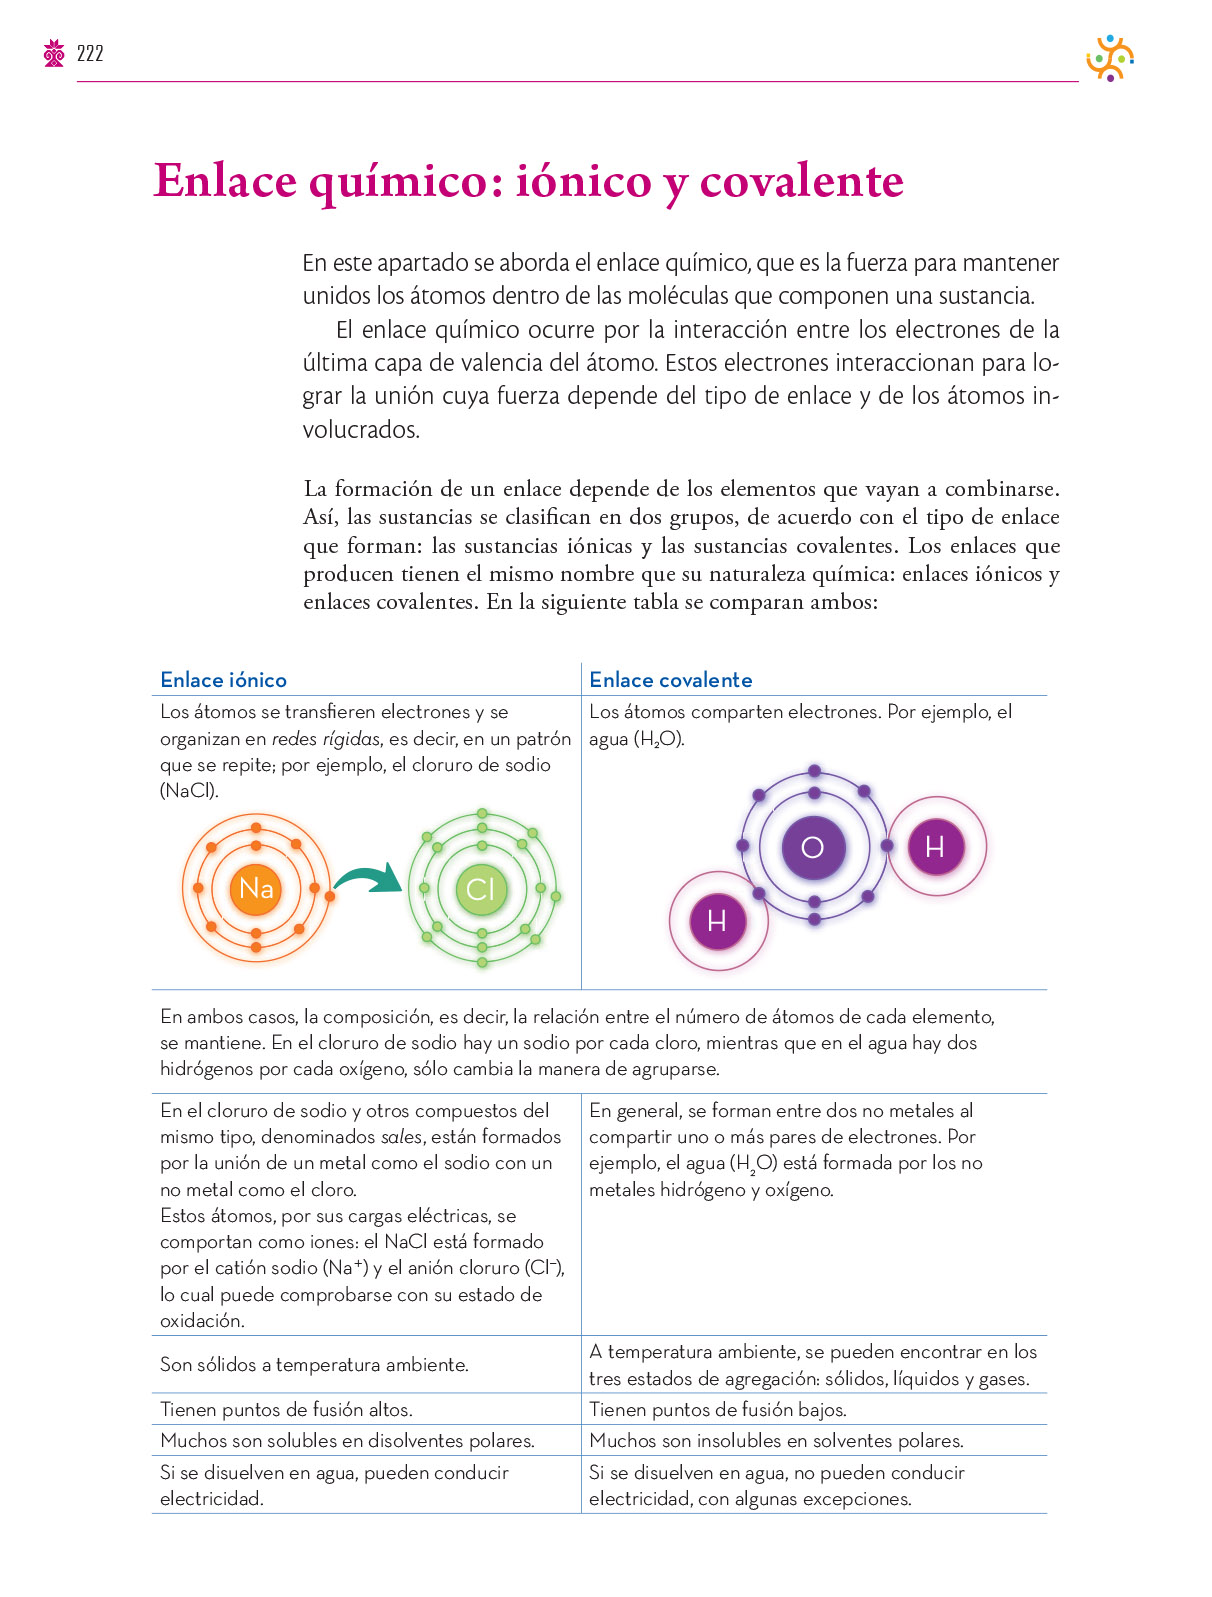 222
Enlace químico: iónico y covalente
En este apartado se aborda el enlace químico, que es la fuerza para mantener
unidos los átomos dentro de las moléculas que componen una sustancia.
El enlace químico ocurre por la interacción entre los electrones de la
última capa de valencia del átomo. Estos electrones interaccionan para lo-
grar la unión cuya fuerza depende del tipo de enlace y de los átomos in-
volucrados.
La formación de un enlace depende de los elementos que vayan a combinarse.
Así, las sustancias se clasifican en dos grupos, de acuerdo con el tipo de enlace
que forman: las sustancias iónicas y las sustancias covalentes. Los enlaces que
producen tienen el mismo nombre que su naturaleza química: enlaces iónicos y
enlaces covalentes. En la siguiente tabla se comparan ambos:
Enlace iónico
Enlace covalente
Los átomos se transfieren electrones y se
organizan en redes rígidas, es decir, en un patrón
que se repite; por ejemplo, el cloruro de sodio
(NaCl).
Na
Cl
Los átomos comparten electrones. Por ejemplo, el
agua (H₂O).
O
H
H
En ambos casos, la composición, es decir, la relación entre el número de átomos de cada elemento,
se mantiene. En el cloruro de sodio hay un sodio por cada cloro, mientras que en el agua hay dos
hidrógenos por cada oxígeno, sólo cambia la manera de agruparse.
En el cloruro de sodio y otros compuestos del
mismo tipo, denominados sales, están formados
por la unión de un metal como el sodio con un
no metal como el cloro.
Estos átomos, por sus cargas eléctricas, se
comportan como iones: el NaCl está formado
por el catión sodio (Na⁺) y el anión cloruro (Cl⁻),
lo cual puede comprobarse con su estado de
oxidación.
En general, se forman entre dos no metales al
compartir uno o más pares de electrones. Por
ejemplo, el agua (H₂O) está formada por los no
metales hidrógeno y oxígeno.
Son sólidos a temperatura ambiente.
A temperatura ambiente, se pueden encontrar en los
tres estados de agregación: sólidos, líquidos y gases.
Tienen puntos de fusión altos.
Tienen puntos de fusión bajos.
Muchos son solubles en disolventes polares.
Muchos son insolubles en solventes polares.
Si se disuelven en agua, pueden conducir
electricidad.
Si se disuelven en agua, no pueden conducir
electricidad, con algunas excepciones.